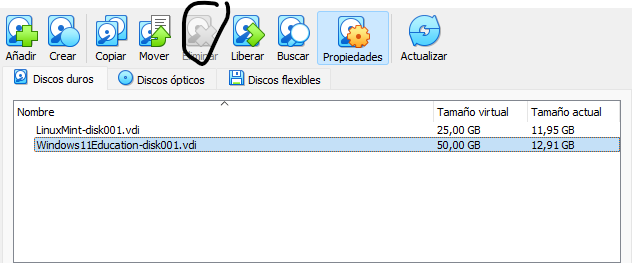 Añadir Crear Copiar Mover Eliminar Liberar Buscar Propiedades Actualizar
Discos duros Discos ópticos Discos flexibles
Nombre Tamaño virtual Tamaño actual
LinuxMint-disk001.vdi 25,00 GB 11,95 GB
Windows11Education-disk001.vdi 50,00 GB 12,91 GB